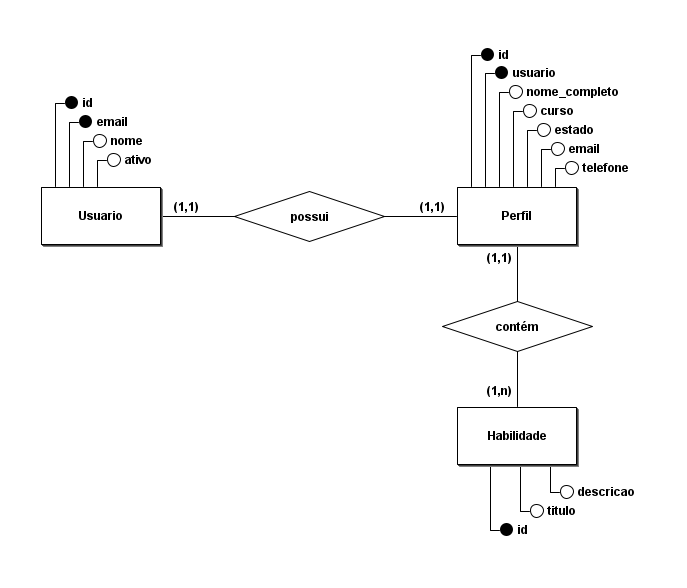 id
email
nome
ativo
Usuario
(1,1)
possui
(1,1)
id
usuario
nome_completo
curso
estado
email
telefone
Perfil
(1,1)
contém
(1,n)
Habilidade
descricao
titulo
id